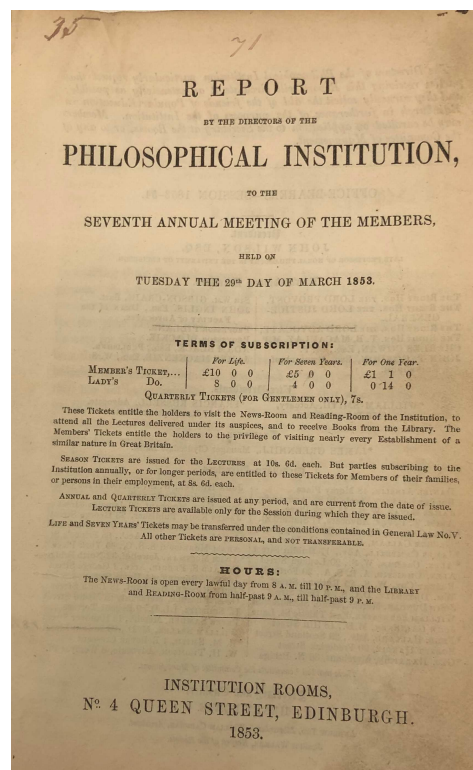 35
71
REPORT
BY THE DIRECTORS OF THE
PHILOSOPHICAL INSTITUTION,
TO THE
SEVENTH ANNUAL MEETING OF THE MEMBERS,
HELD ON
TUESDAY THE 29th DAY OF MARCH 1853.
TERMS OF SUBSCRIPTION:
For Life. For Seven Years. For One Year.
MEMBER'S TICKET,... £10 0 0 £5 0 0 £1 1 0
LADY'S Do. 8 0 0 4 0 0 0 14 0
QUARTERLY TICKETS (FOR GENTLEMEN ONLY), 7s.
These Tickets entitle the holders to visit the News-Room and Reading-Room of the Institution, to
attend all the Lectures delivered under its auspices, and to receive Books from the Library. The
Members' Tickets entitle the holders to the privilege of visiting nearly every Establishment of a
similar nature in Great Britain.
SEASON TICKETS are issued for the LECTURES at 10s. 6d. each. But parties subscribing to the
Institution annually, or for longer periods, are entitled to these Tickets for Members of their families,
or persons in their employment, at 8s. 6d. each.
ANNUAL and QUARTERLY TICKETS are issued at any period, and are current from the date of issue.
LECTURE TICKETS are available only for the Session during which they are issued.
LIFE and SEVEN YEARS' Tickets may be transferred under the conditions contained in General Law No. V.
All other Tickets are PERSONAL, and NOT TRANSFERABLE.
HOURS:
The NEWS-ROOM is open every lawful day from 8 A. M. till 10 P. M., and the LIBRARY
and READING-ROOM from half-past 9 A. M., till half-past 9 P. M.
INSTITUTION ROOMS,
No. 4 QUEEN STREET, EDINBURGH.
1853.